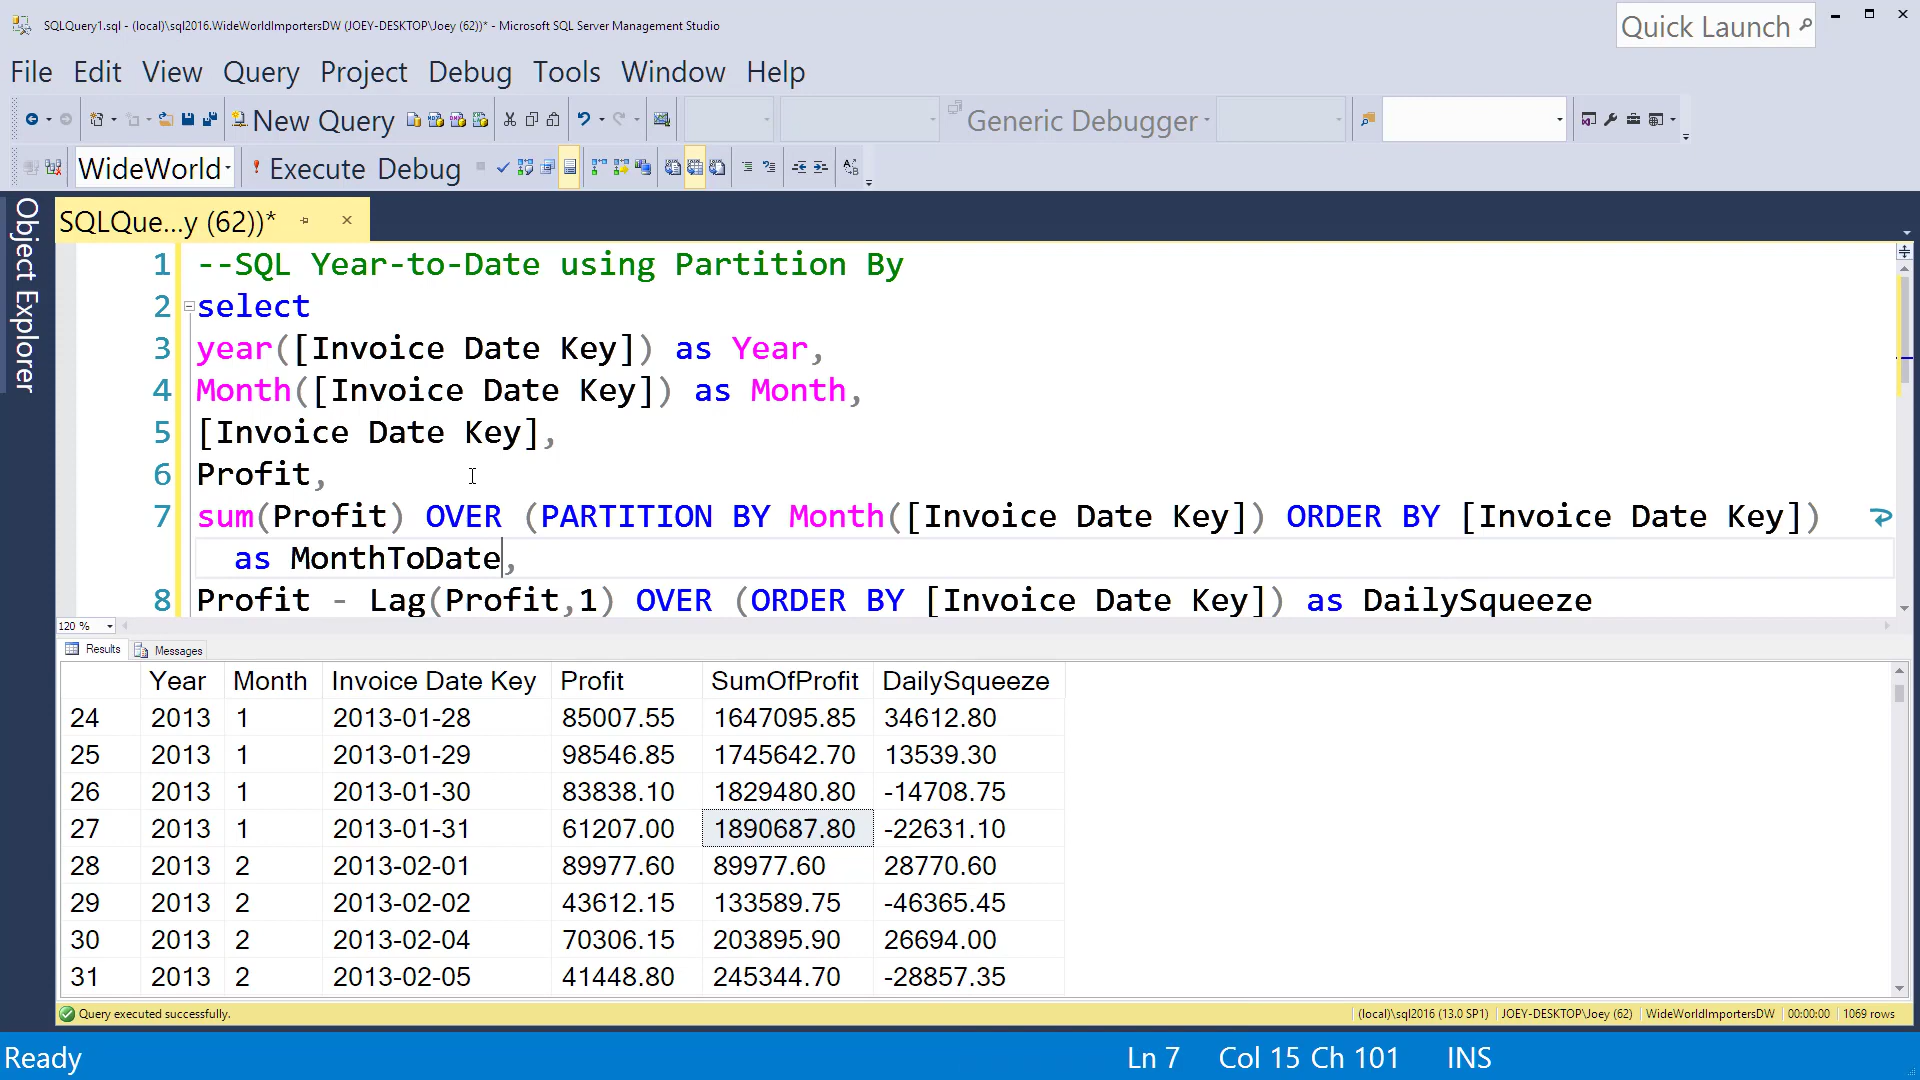 SQLQuery1.sql - (local)\sql2016.WideWorldImportersDW (JOEY-DESKTOP\Joey (62))* - Microsoft SQL Server Management Studio
Quick Launch
File Edit View Query Project Debug Tools Window Help
New Query Generic Debugger
WideWorld ! Execute Debug
Object Explorer
SQLQue...y (62))*
1 --SQL Year-to-Date using Partition By
2 select
3 year([Invoice Date Key]) as Year,
4 Month([Invoice Date Key]) as Month,
5 [Invoice Date Key],
6 Profit,
7 sum(Profit) OVER (PARTITION BY Month([Invoice Date Key]) ORDER BY [Invoice Date Key])
as MonthToDate,
8 Profit - Lag(Profit,1) OVER (ORDER BY [Invoice Date Key]) as DailySqueeze
120 %
Results Messages
Year Month Invoice Date Key Profit SumOfProfit DailySqueeze
24 2013 1 2013-01-28 85007.55 1647095.85 34612.80
25 2013 1 2013-01-29 98546.85 1745642.70 13539.30
26 2013 1 2013-01-30 83838.10 1829480.80 -14708.75
27 2013 1 2013-01-31 61207.00 1890687.80 -22631.10
28 2013 2 2013-02-01 89977.60 89977.60 28770.60
29 2013 2 2013-02-02 43612.15 133589.75 -46365.45
30 2013 2 2013-02-04 70306.15 203895.90 26694.00
31 2013 2 2013-02-05 41448.80 245344.70 -28857.35
Query executed successfully. (local)\sql2016 (13.0 SP1) JOEY-DESKTOP\Joey (62) WideWorldImportersDW 00:00:00 1069 rows
Ready Ln 7 Col 15 Ch 101 INS